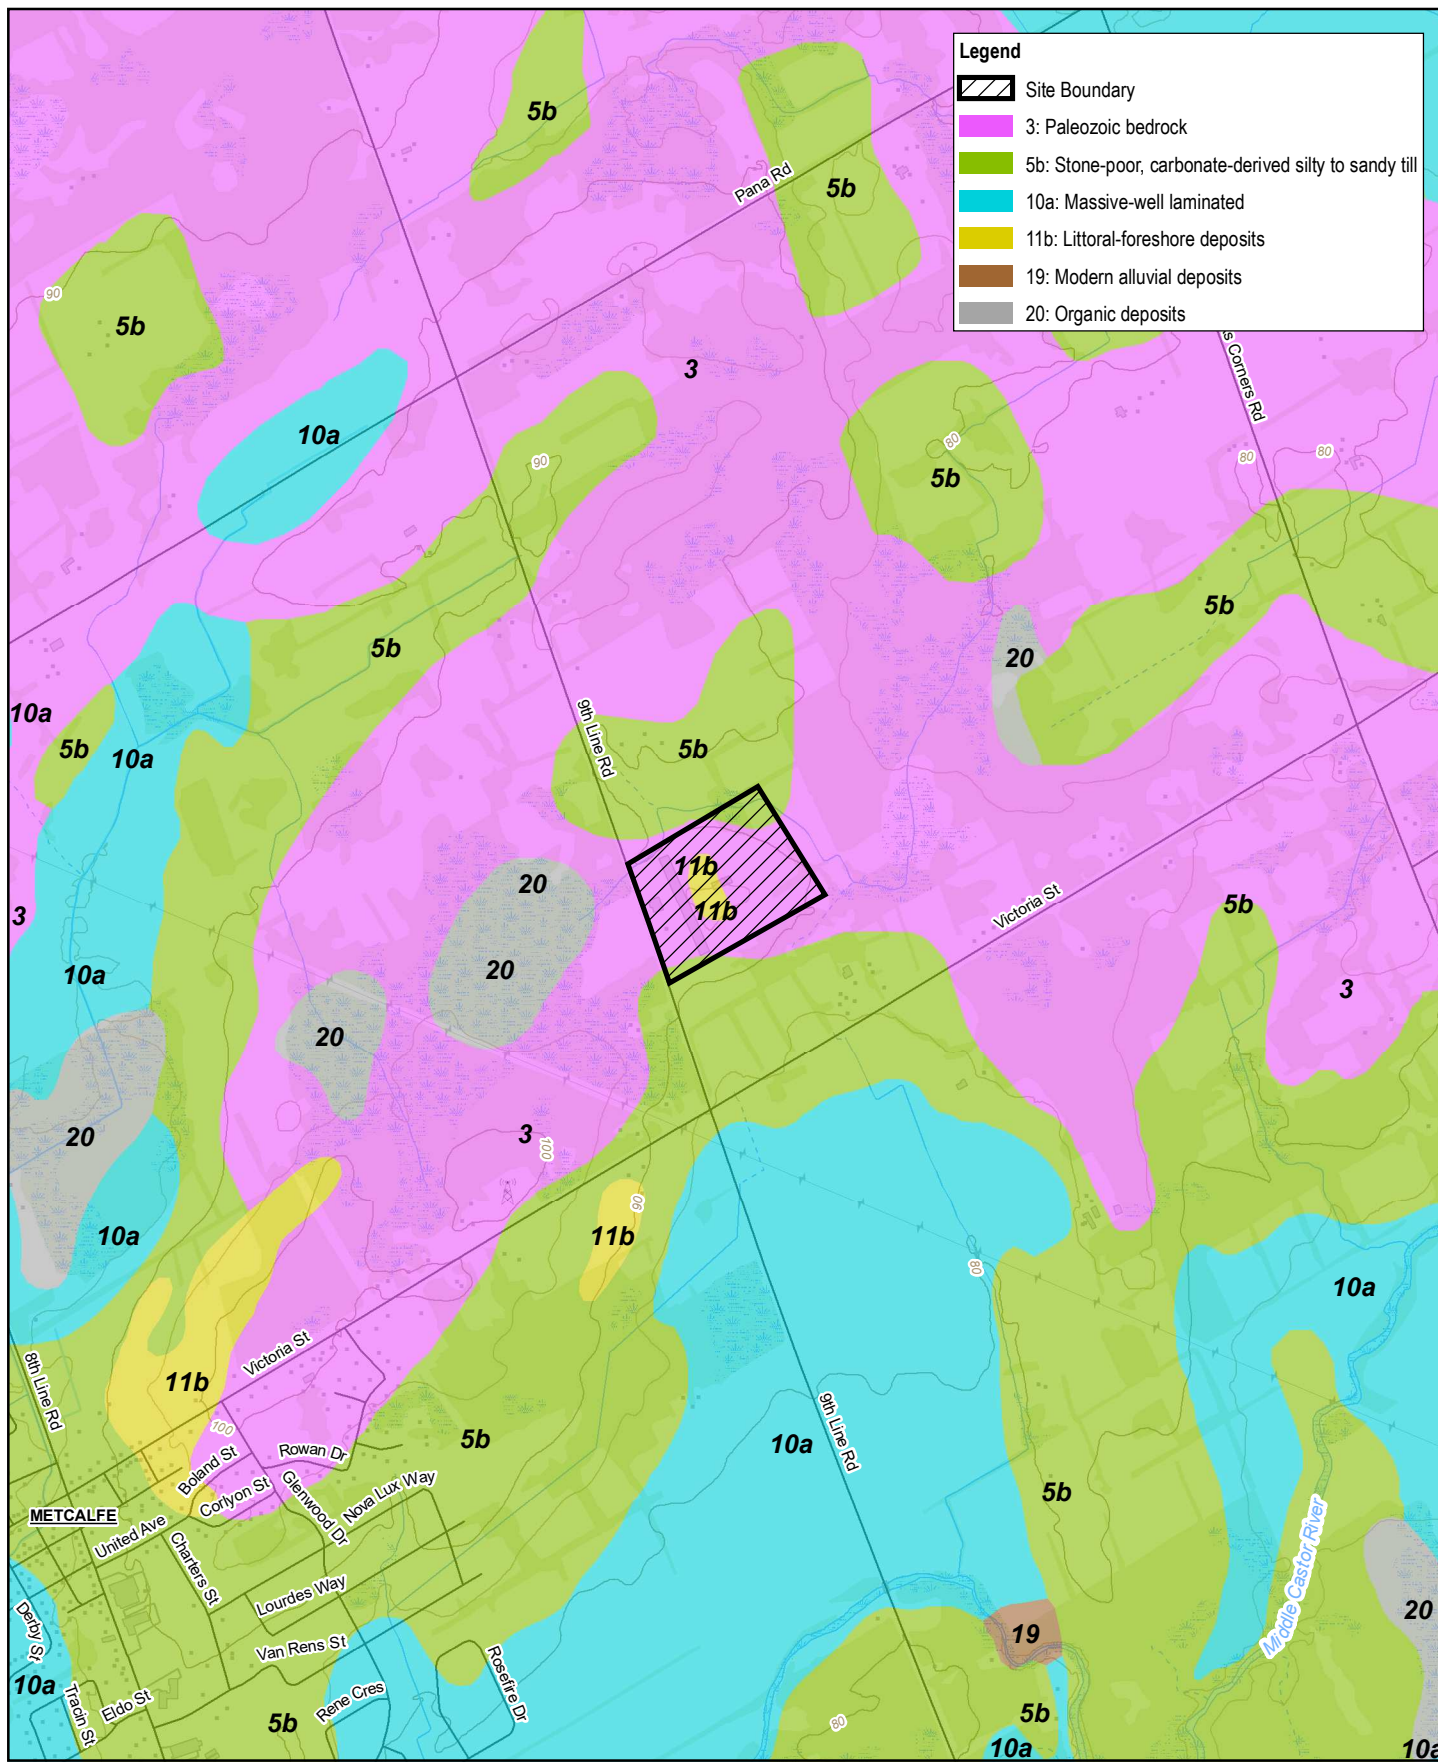 Legend
Site Boundary
3: Paleozoic bedrock
5b: Stone-poor, carbonate-derived silty to sandy till
10a: Massive-well laminated
11b: Littoral-foreshore deposits
19: Modern alluvial deposits
20: Organic deposits
5b
Pana Rd
5b
90
5b
s Corners Rd
3
10a
80
80
80
90
5b
5b
5b
20
10a
9th Line Rd
5b
10a
5b
11b
20
Victoria St
5b
11b
3
20
10a
3
20
20
3
100
90
10a
11b
80
10a
Victoria St
8th Line Rd
11b
100
9th Line Rd
10a
5b
Rowan Dr
Boland St
Corlyon St
Glenwood Dr
Nova Lux Way
5b
METCALFE
United Ave
Charters St
Middle Castor River
Lourdes Way
Derby St
20
19
Van Rens St
Rosefire Dr
10a
Tracin St
Eldo St
Rene Cres
5b
5b
80
10a
10a